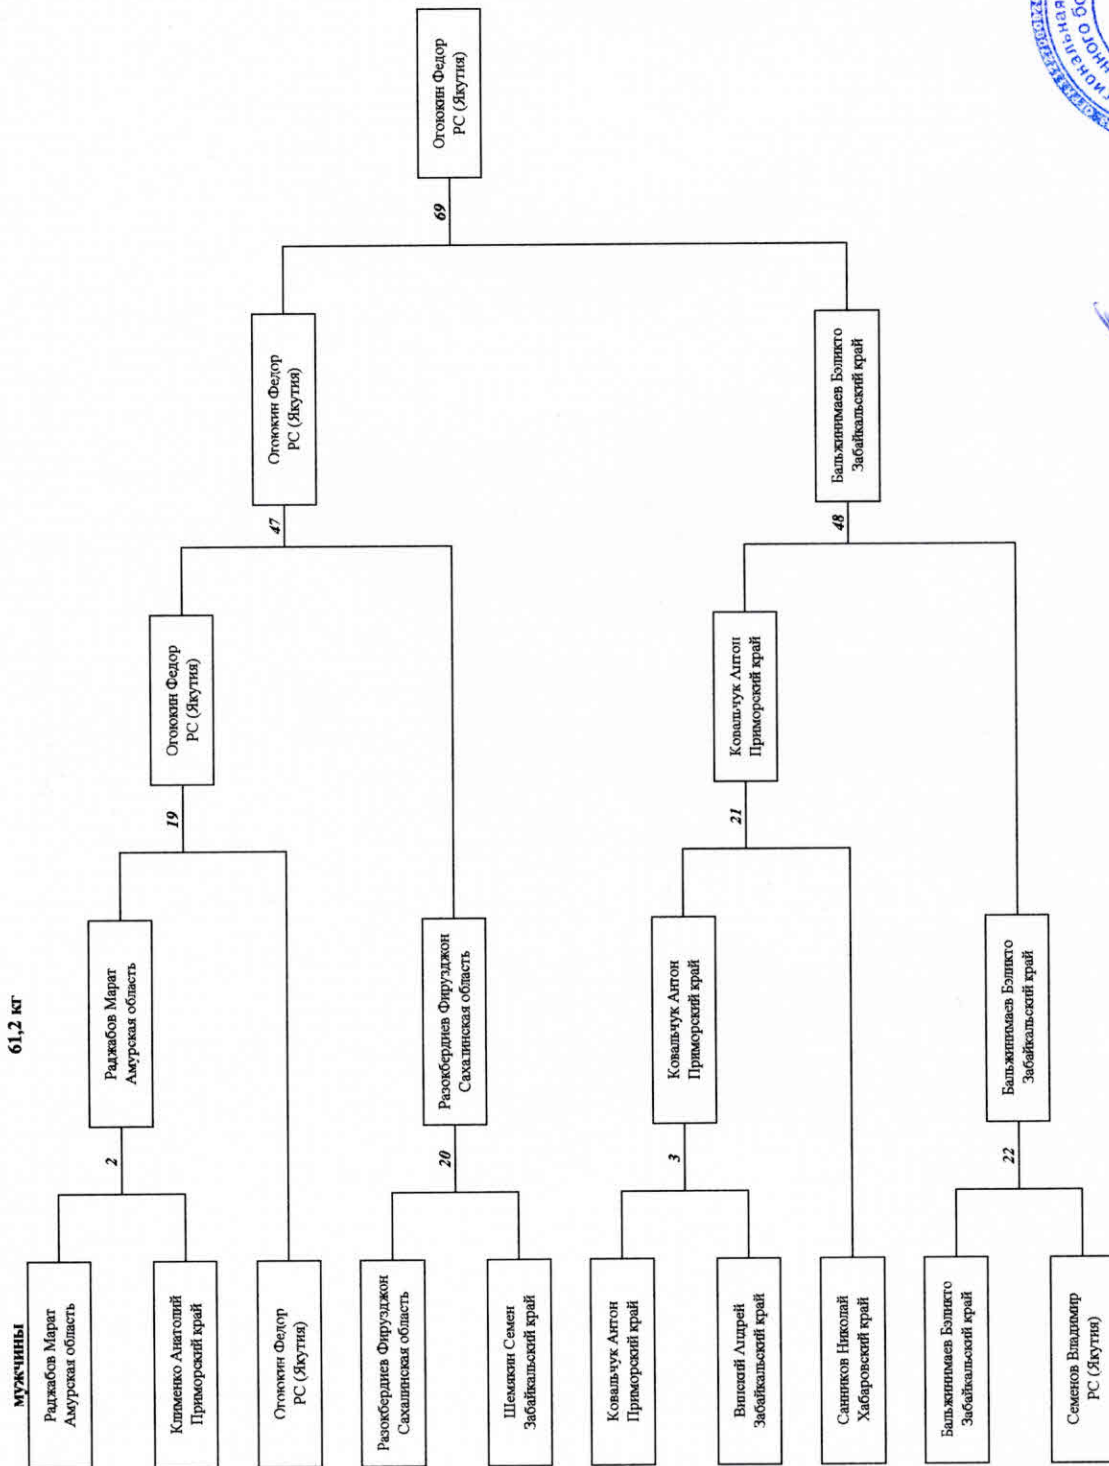 мужчины
61,2 кг
Раджабов Марат
Амурская область
Клименко Анатолий
Приморский край
Огоюкин Федор
РС (Якутия)
Разокбердиев Фирузджон
Сахалинская область
Шемякин Семен
Забайкальский край
Ковальчук Антон
Приморский край
Винский Андрей
Забайкальский край
Санников Николай
Хабаровский край
Бальжинимаев Бэликто
Забайкальский край
Семенов Владимир
РС (Якутия)
2
20
3
22
Раджабов Марат
Амурская область
Разокбердиев Фирузджон
Сахалинская область
Ковальчук Антон
Приморский край
Бальжинимаев Бэликто
Забайкальский край
19
21
Огоюкин Федор
РС (Якутия)
Ковальчук Антон
Приморский край
47
48
Огоюкин Федор
РС (Якутия)
Бальжинимаев Бэликто
Забайкальский край
69
Огоюкин Федор
РС (Якутия)